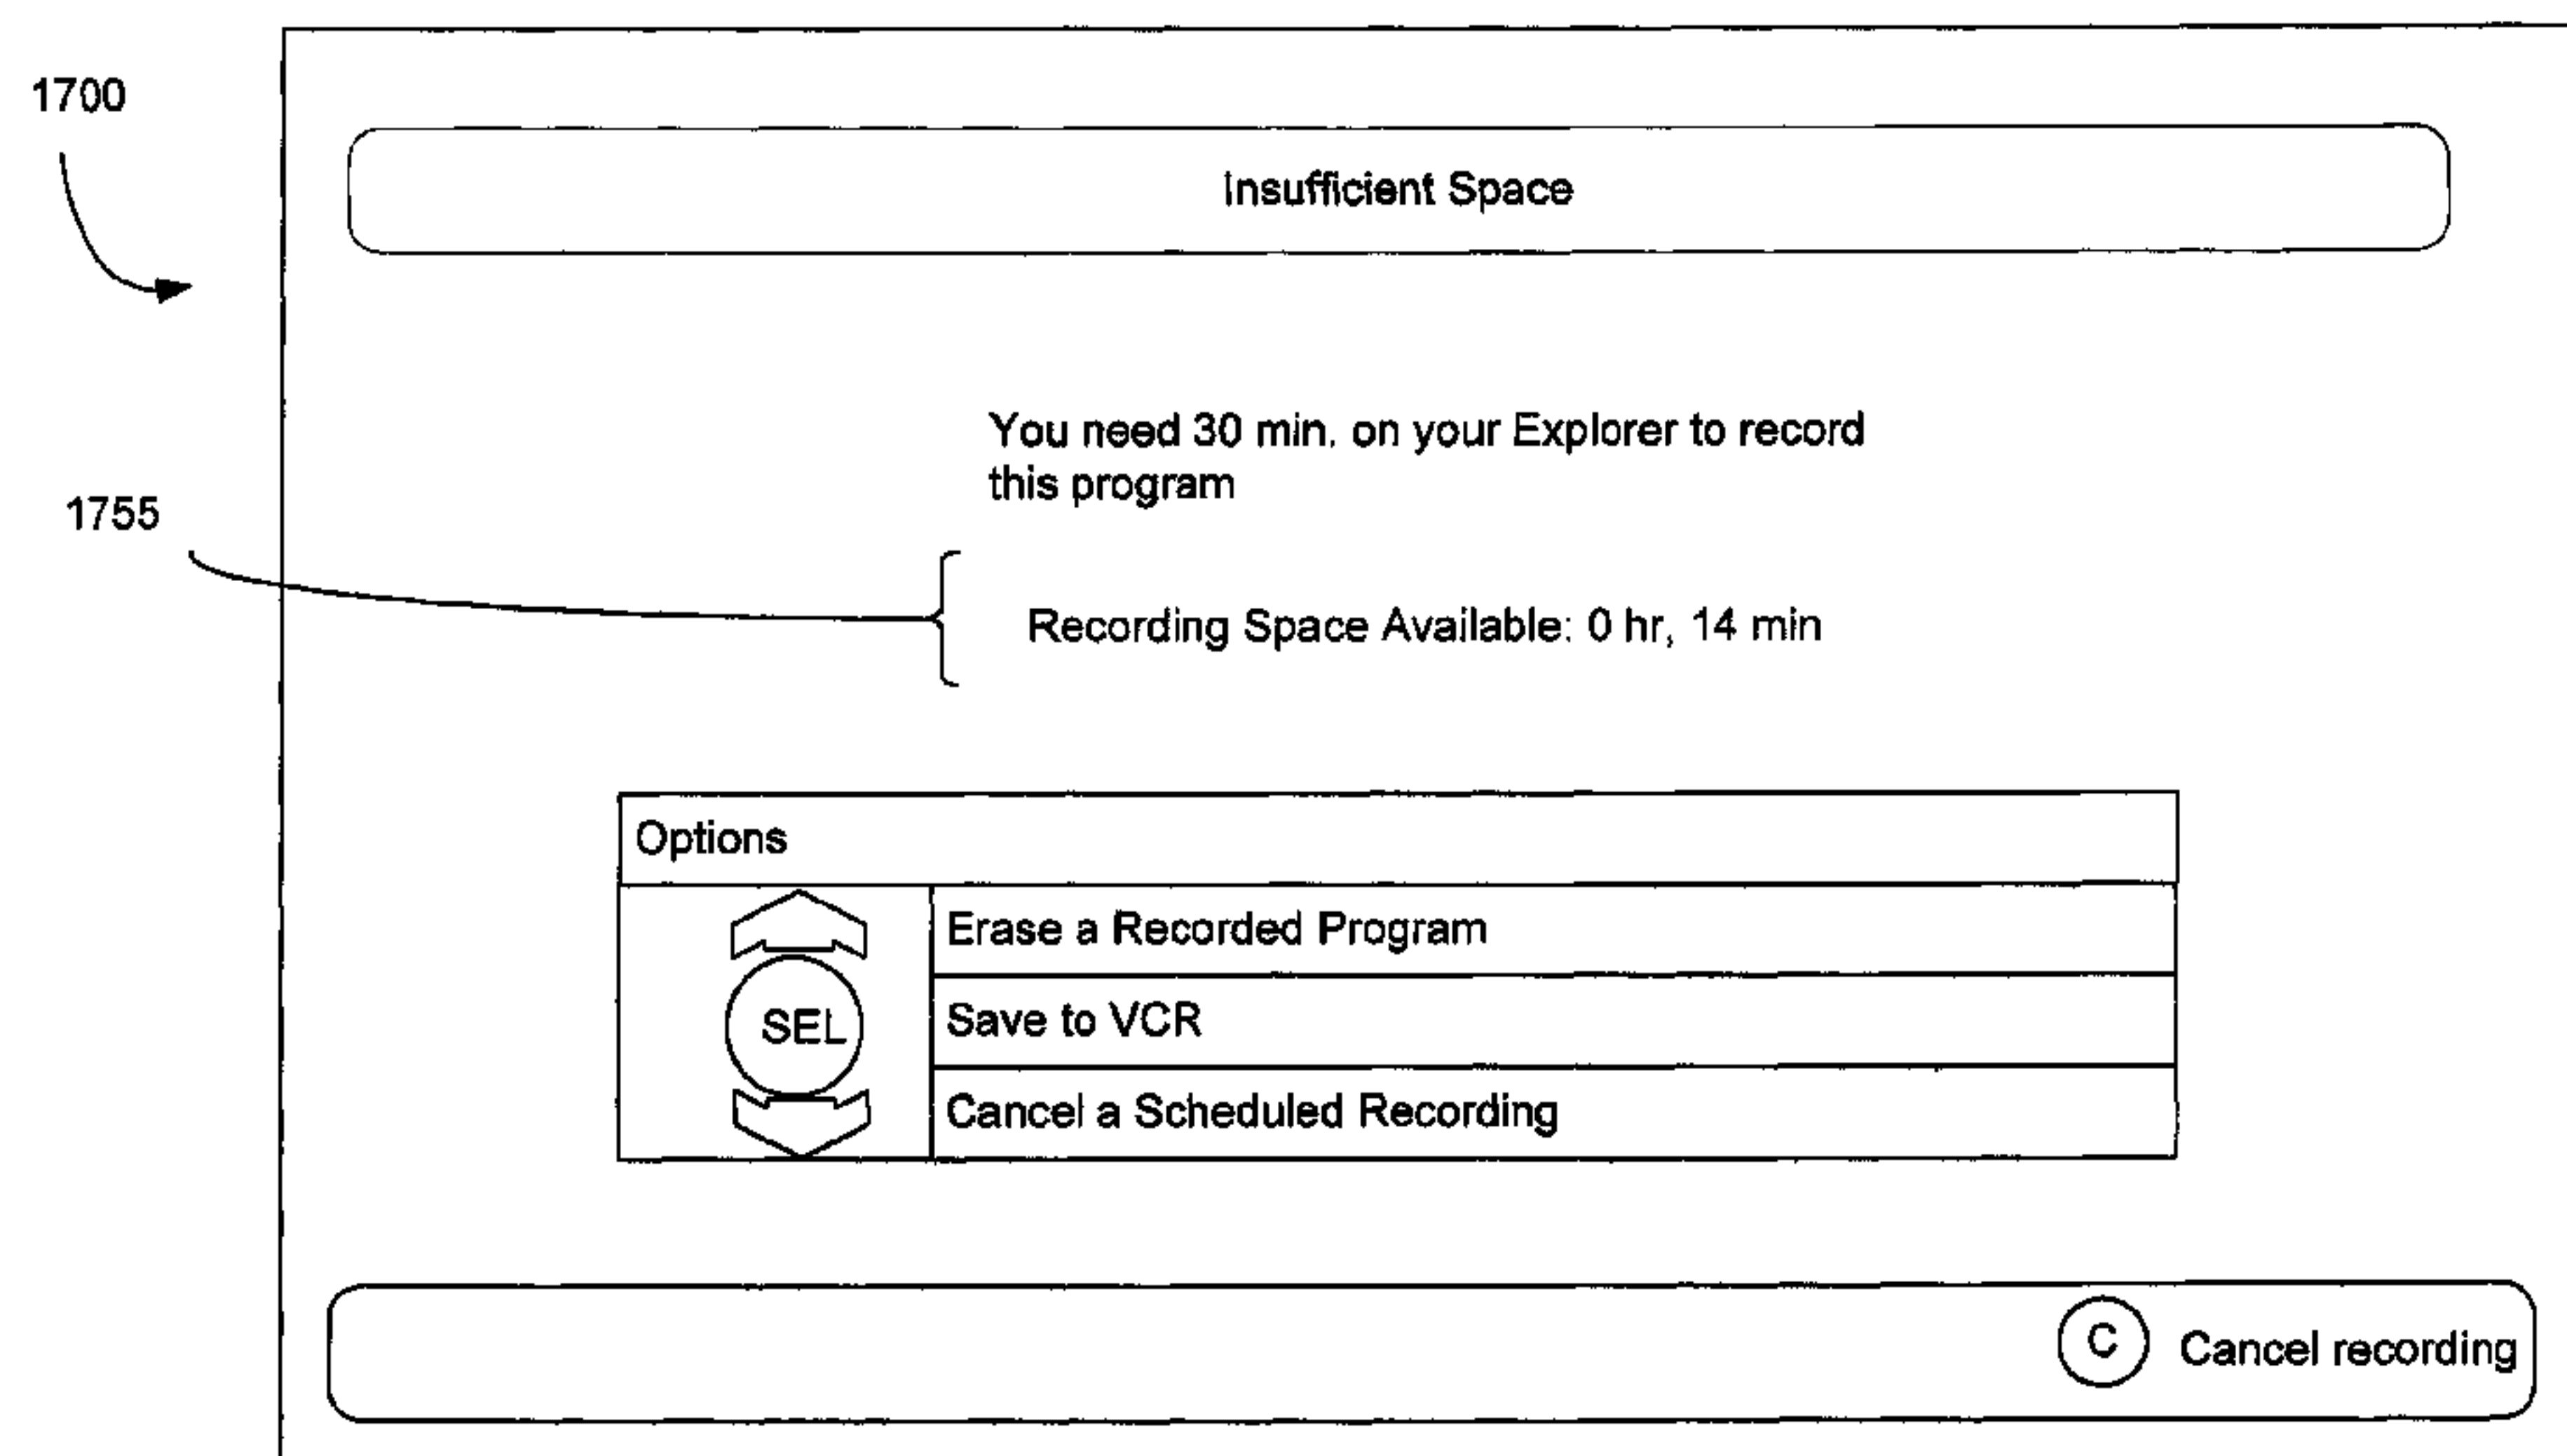 1700
Insufficient Space
You need 30 min. on your Explorer to record
this program
1755
Recording Space Available: 0 hr, 14 min
Options
Erase a Recorded Program
SEL
Save to VCR
Cancel a Scheduled Recording
C Cancel recording